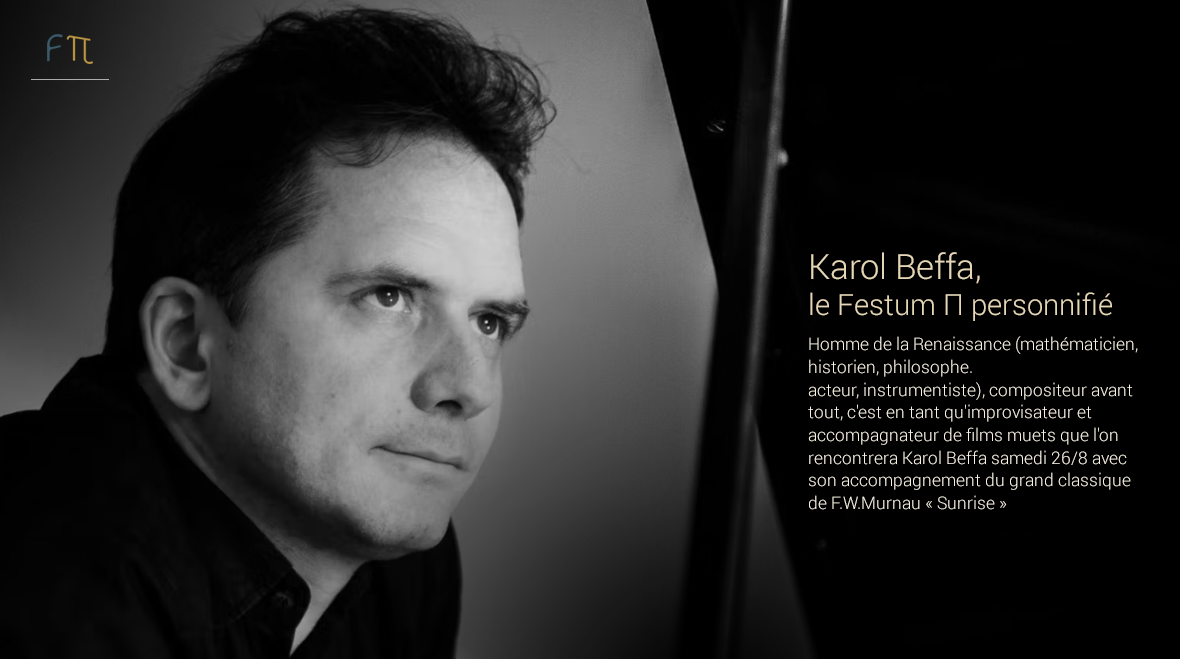 Fπ
Karol Beffa,
le Festum Π personnifié
Homme de la Renaissance (mathématicien,
historien, philosophe.
acteur, instrumentiste), compositeur avant
tout, c'est en tant qu'improvisateur et
accompagnateur de films muets que l'on
rencontrera Karol Beffa samedi 26/8 avec
son accompagnement du grand classique
de F.W.Murnau « Sunrise »